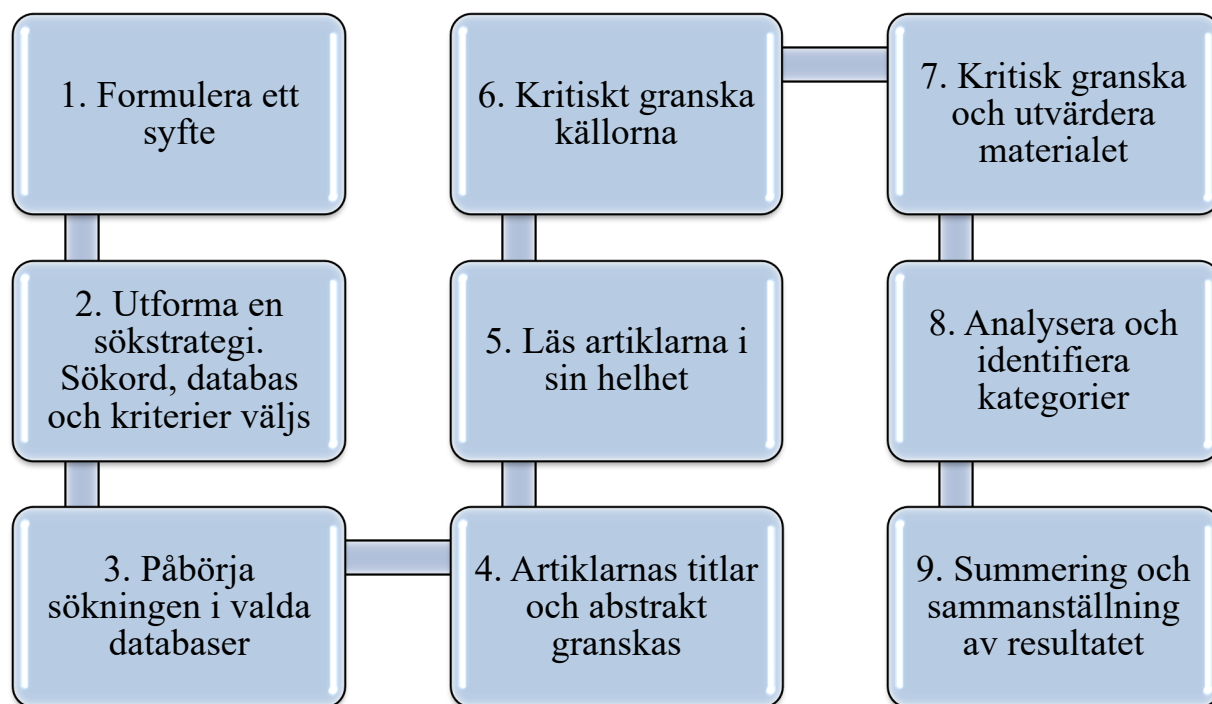 1. Formulera ett
syfte
2. Utforma en
sökstrategi.
Sökord, databas
och kriterier väljs
3. Påbörja
sökningen i valda
databaser
4. Artiklarnas titlar
och abstrakt
granskas
5. Läs artiklarna i
sin helhet
6. Kritiskt granska
källorna
7. Kritisk granska
och utvärdera
materialet
8. Analysera och
identifiera
kategorier
9. Summering och
sammanställning
av resultatet